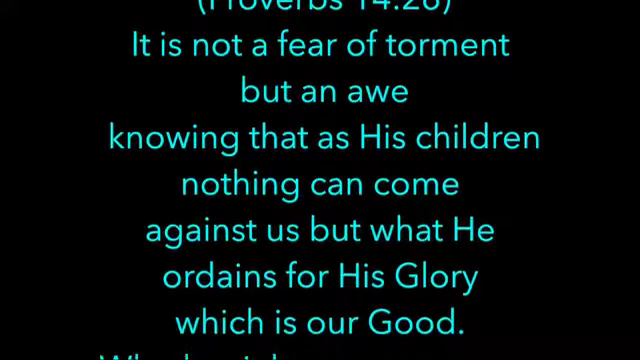 (Proverbs 14:26)
It is not a fear of torment
but an awe
knowing that as His children
nothing can come
against us but what He
ordains for His Glory
which is our Good.